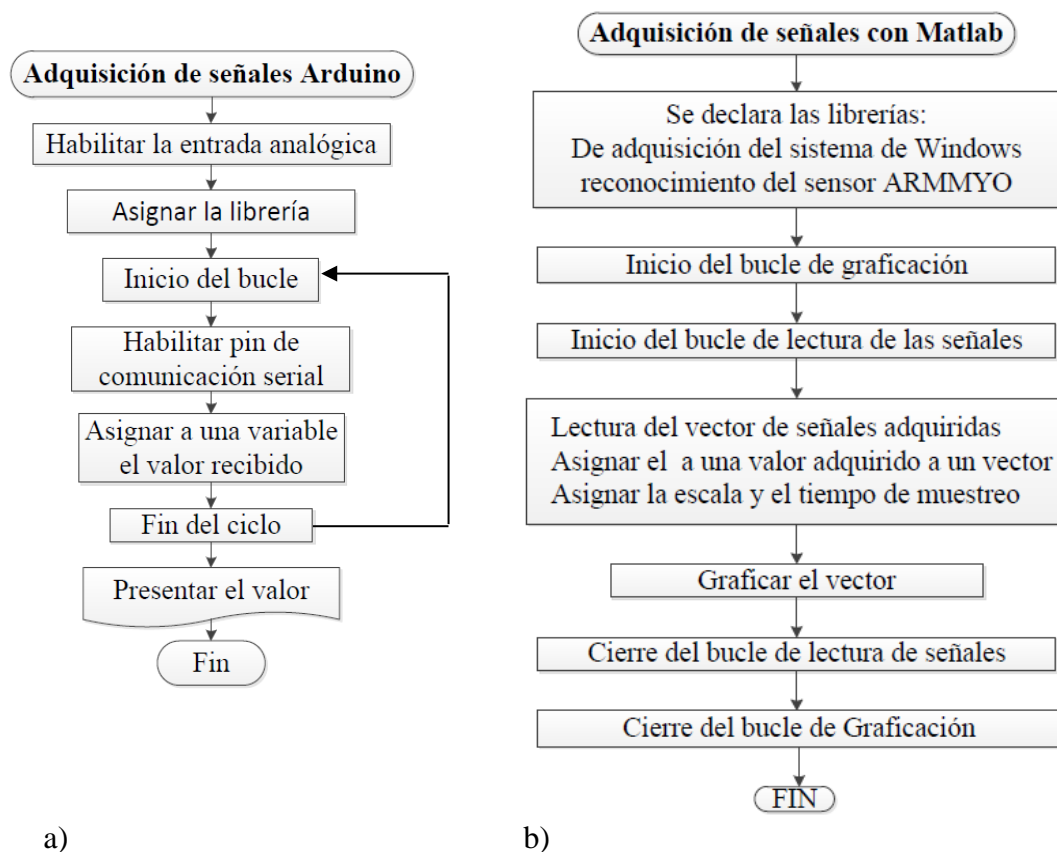 Adquisición de señales Arduino
Habilitar la entrada analógica
Asignar la librería
Inicio del bucle
Habilitar pin de
comunicación serial
Asignar a una variable
el valor recibido
Fin del ciclo
Presentar el valor
Fin
a)
Adquisición de señales con Matlab
Se declara las librerías:
De adquisición del sistema de Windows
reconocimiento del sensor ARMMYO
Inicio del bucle de graficación
Inicio del bucle de lectura de las señales
Lectura del vector de señales adquiridas
Asignar el a una valor adquirido a un vector
Asignar la escala y el tiempo de muestreo
Graficar el vector
Cierre del bucle de lectura de señales
Cierre del bucle de Graficación
FIN
b)